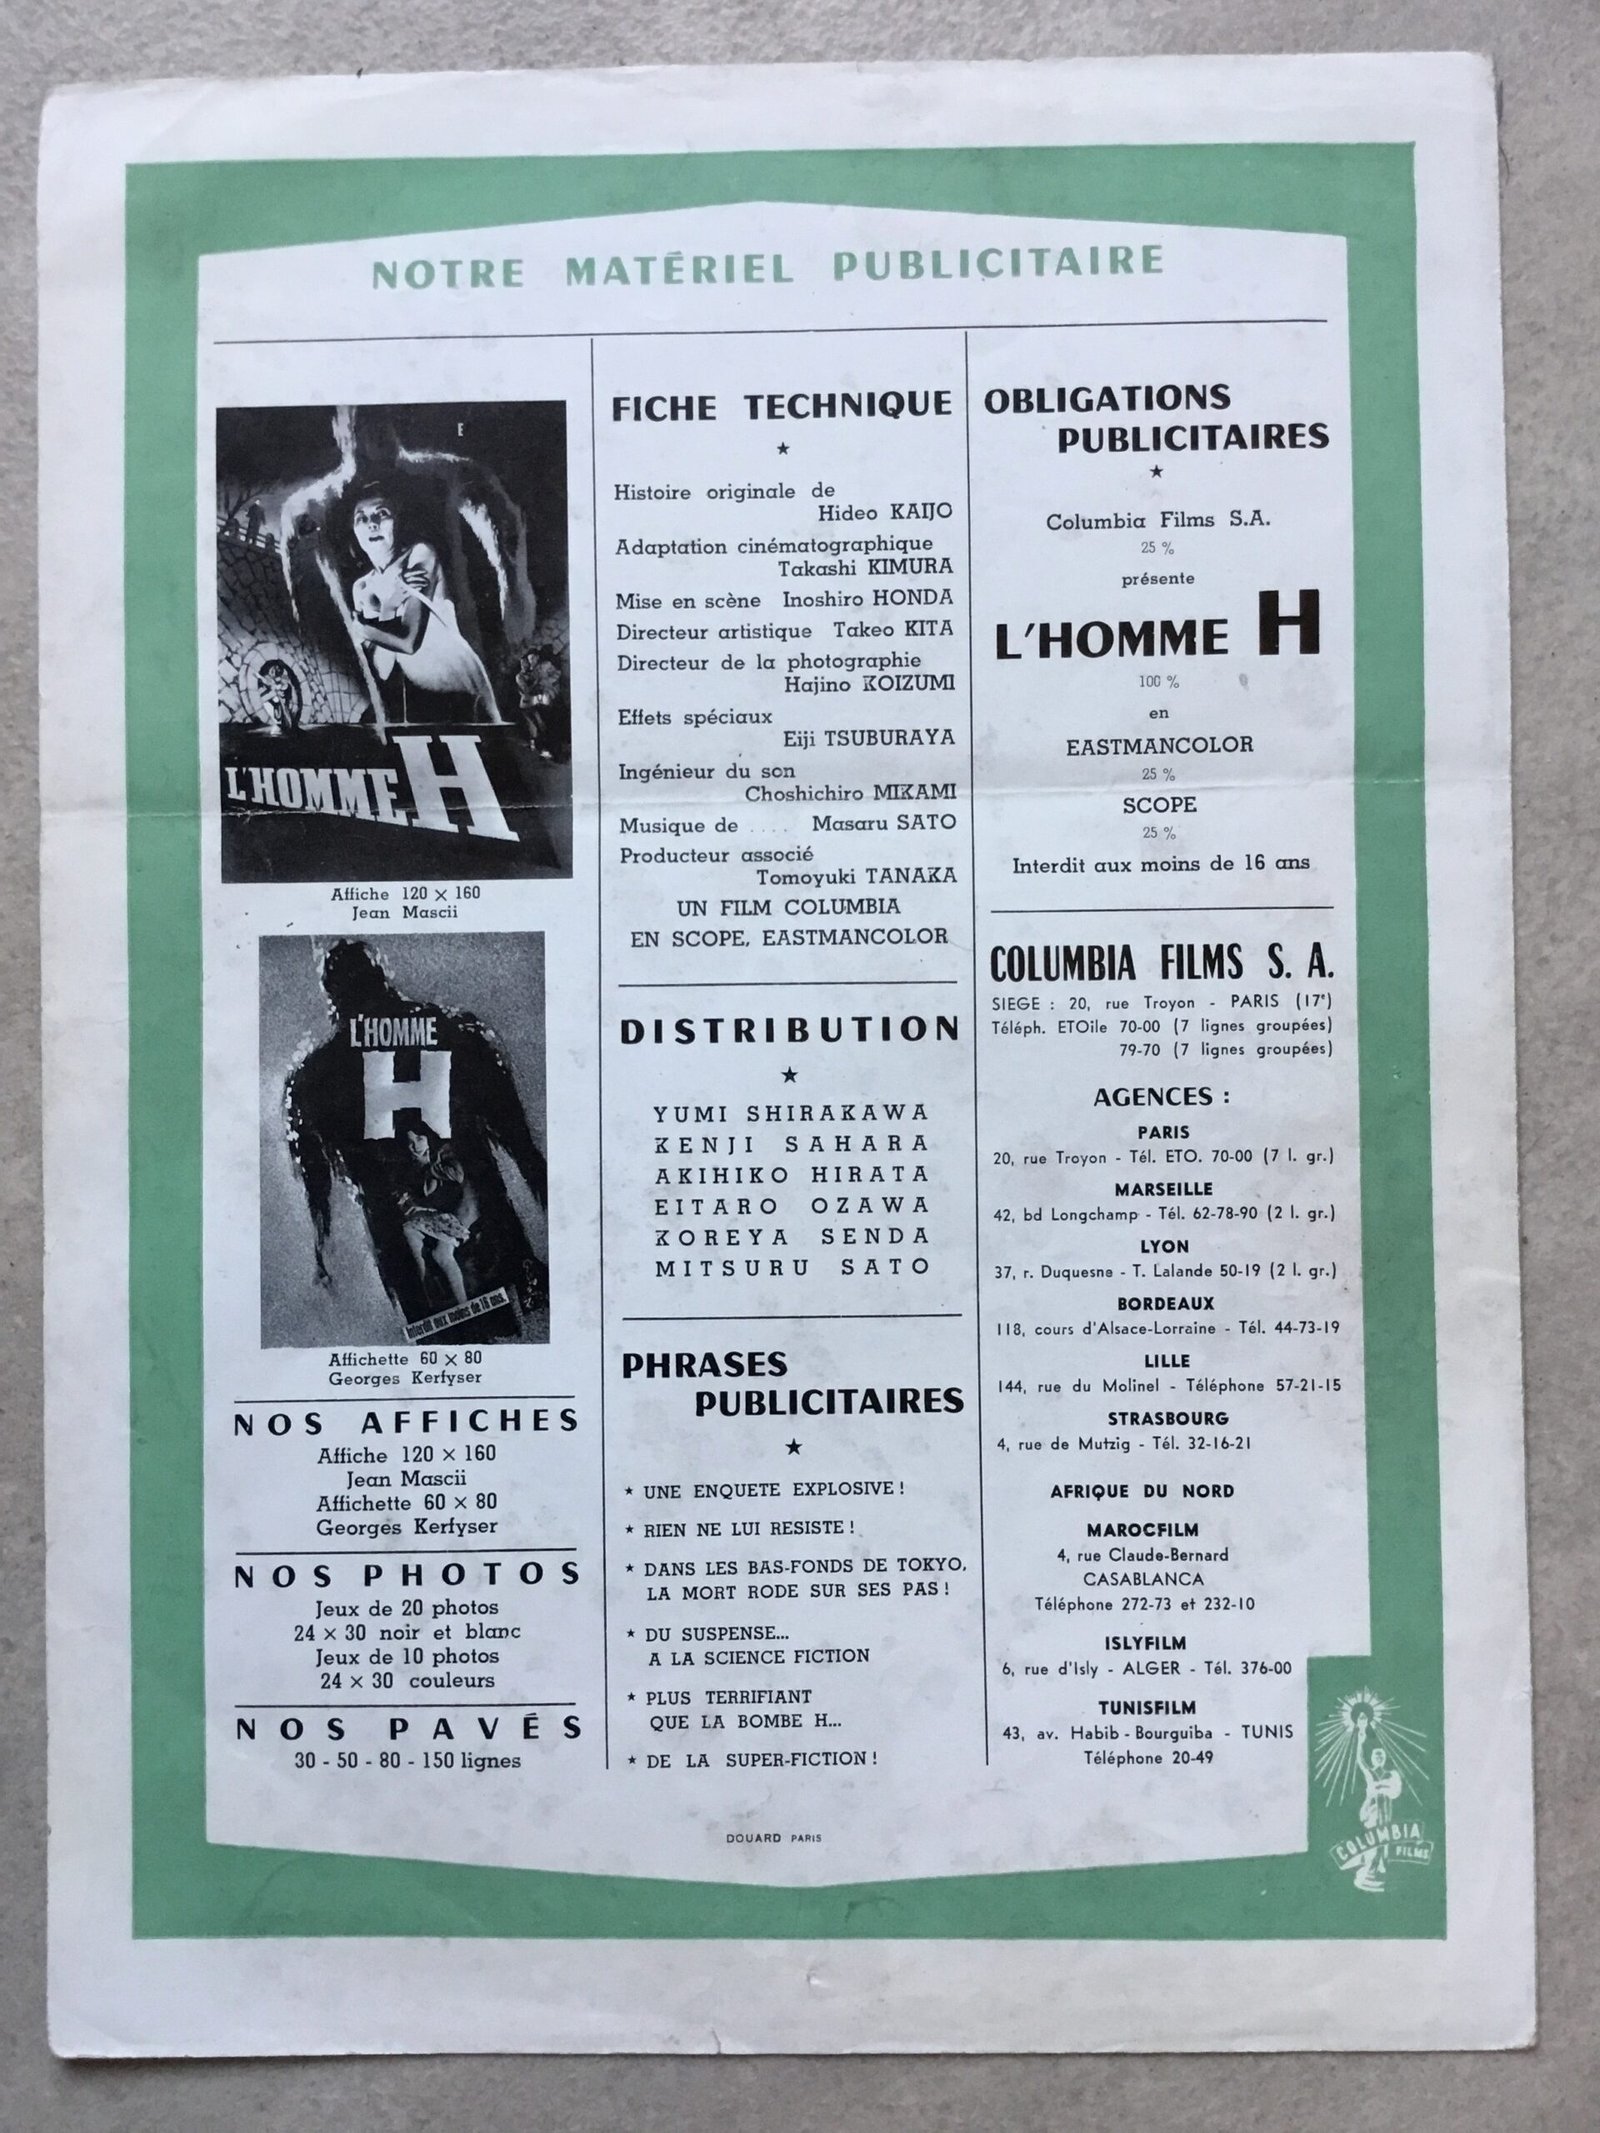 NOTRE MATÉRIEL PUBLICITAIRE
E
L'HOMME H
Affiche 120 × 160
Jean Mascii
L'HOMME
H
Interdit aux moins de 16 ans
Affichette 60 × 80
Georges Kerfyser
NOS AFFICHES
Affiche 120 × 160
Jean Mascii
Affichette 60 × 80
Georges Kerfyser
NOS PHOTOS
Jeux de 20 photos
24 × 30 noir et blanc
Jeux de 10 photos
24 × 30 couleurs
NOS PAVÉS
30 - 50 - 80 - 150 lignes
FICHE TECHNIQUE
★
Histoire originale de
Hideo KAIJO
Adaptation cinématographique
Takashi KIMURA
Mise en scène Inoshiro HONDA
Directeur artistique Takeo KITA
Directeur de la photographie
Hajino KOIZUMI
Effets spéciaux
Eiji TSUBURAYA
Ingénieur du son
Choshichiro MIKAMI
Musique de .... Masaru SATO
Producteur associé
Tomoyuki TANAKA
UN FILM COLUMBIA
EN SCOPE, EASTMANCOLOR
DISTRIBUTION
★
YUMI SHIRAKAWA
KENJI SAHARA
AKIHIKO HIRATA
EITARO OZAWA
KOREYA SENDA
MITSURU SATO
PHRASES
PUBLICITAIRES
★
★ UNE ENQUETE EXPLOSIVE !
★ RIEN NE LUI RESISTE !
★ DANS LES BAS-FONDS DE TOKYO,
LA MORT RODE SUR SES PAS !
★ DU SUSPENSE...
A LA SCIENCE FICTION
★ PLUS TERRIFIANT
QUE LA BOMBE H...
★ DE LA SUPER-FICTION !
OBLIGATIONS
PUBLICITAIRES
★
Columbia Films S.A.
25 %
présente
L'HOMME H
100 %
en
EASTMANCOLOR
25 %
SCOPE
25 %
Interdit aux moins de 16 ans
COLUMBIA FILMS S. A.
SIEGE : 20, rue Troyon - PARIS (17e)
Téléph. ETOile 70-00 (7 lignes groupées)
79-70 (7 lignes groupées)
AGENCES :
PARIS
20, rue Troyon - Tél. ETO. 70-00 (7 l. gr.)
MARSEILLE
42, bd Longchamp - Tél. 62-78-90 (2 l. gr.)
LYON
37, r. Duquesne - T. Lalande 50-19 (2 l. gr.)
BORDEAUX
118, cours d'Alsace-Lorraine - Tél. 44-73-19
LILLE
144, rue du Molinel - Téléphone 57-21-15
STRASBOURG
4, rue de Mutzig - Tél. 32-16-21
AFRIQUE DU NORD
MAROCFILM
4, rue Claude-Bernard
CASABLANCA
Téléphone 272-73 et 232-10
ISLYFILM
6, rue d'Isly - ALGER - Tél. 376-00
TUNISFILM
43, av. Habib-Bourguiba - TUNIS
Téléphone 20-49
COLUMBIA
FILMS
DOUARD PARIS